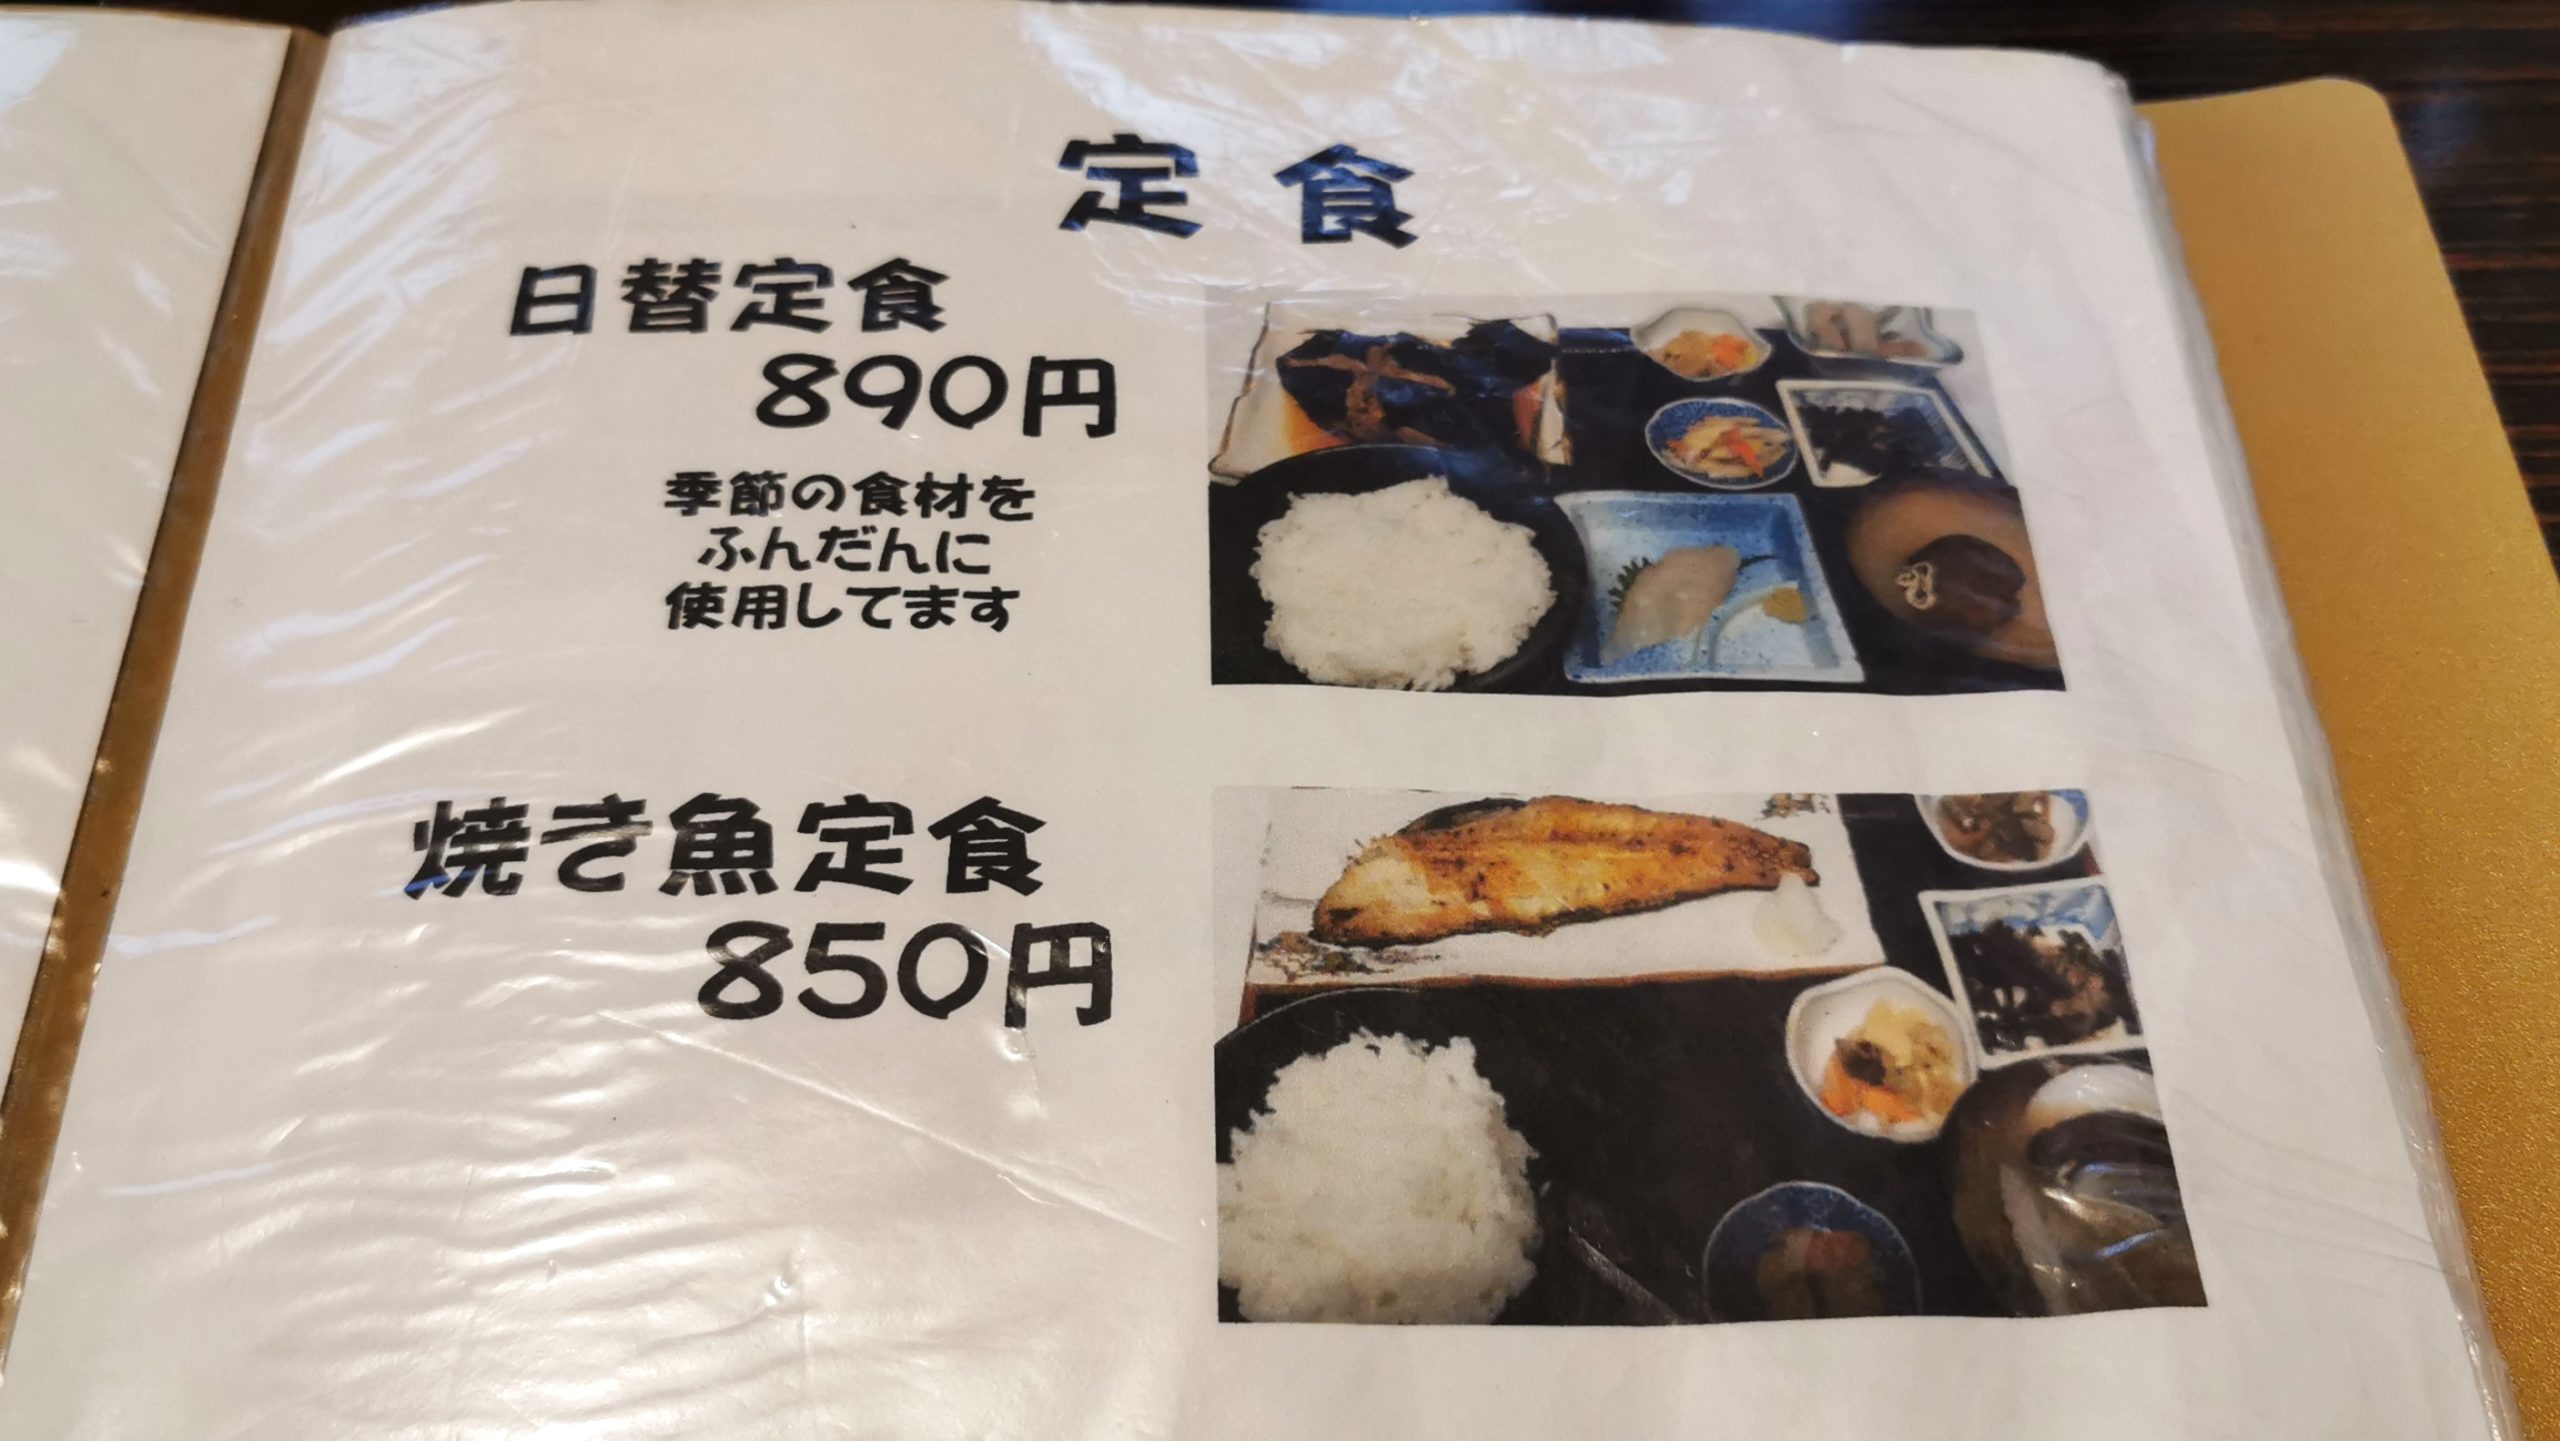 定食
日替定食
890円
季節の食材を
ふんだんに
使用してます
焼き魚定食
850円